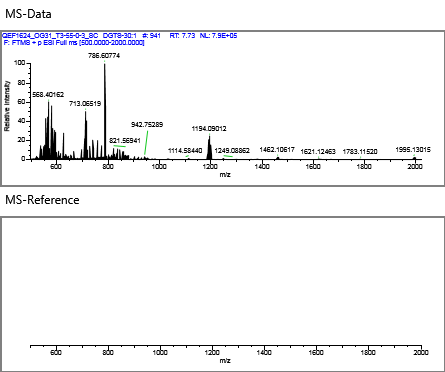 MS-Data
QEF1624_OG31_T3-55-0-3_8C DGT8-30:1 #: 941 RT: 7.73 NL: 7.9E+05
F: FTMS + p ESI Full ms [500.0000-2000.0000]
786.60774
100
80
60
40
20
0
Relative Intensity
568.40162
713.06519
942.75289
821.56941
1194.09012
1114.58440
1249.08862
1462.10617
1621.12463
1783.11520
1995.13015
600 800 1000 1200 1400 1600 1800 2000
m/z
MS-Reference
600 800 1000 1200 1400 1600 1800 2000
m/z